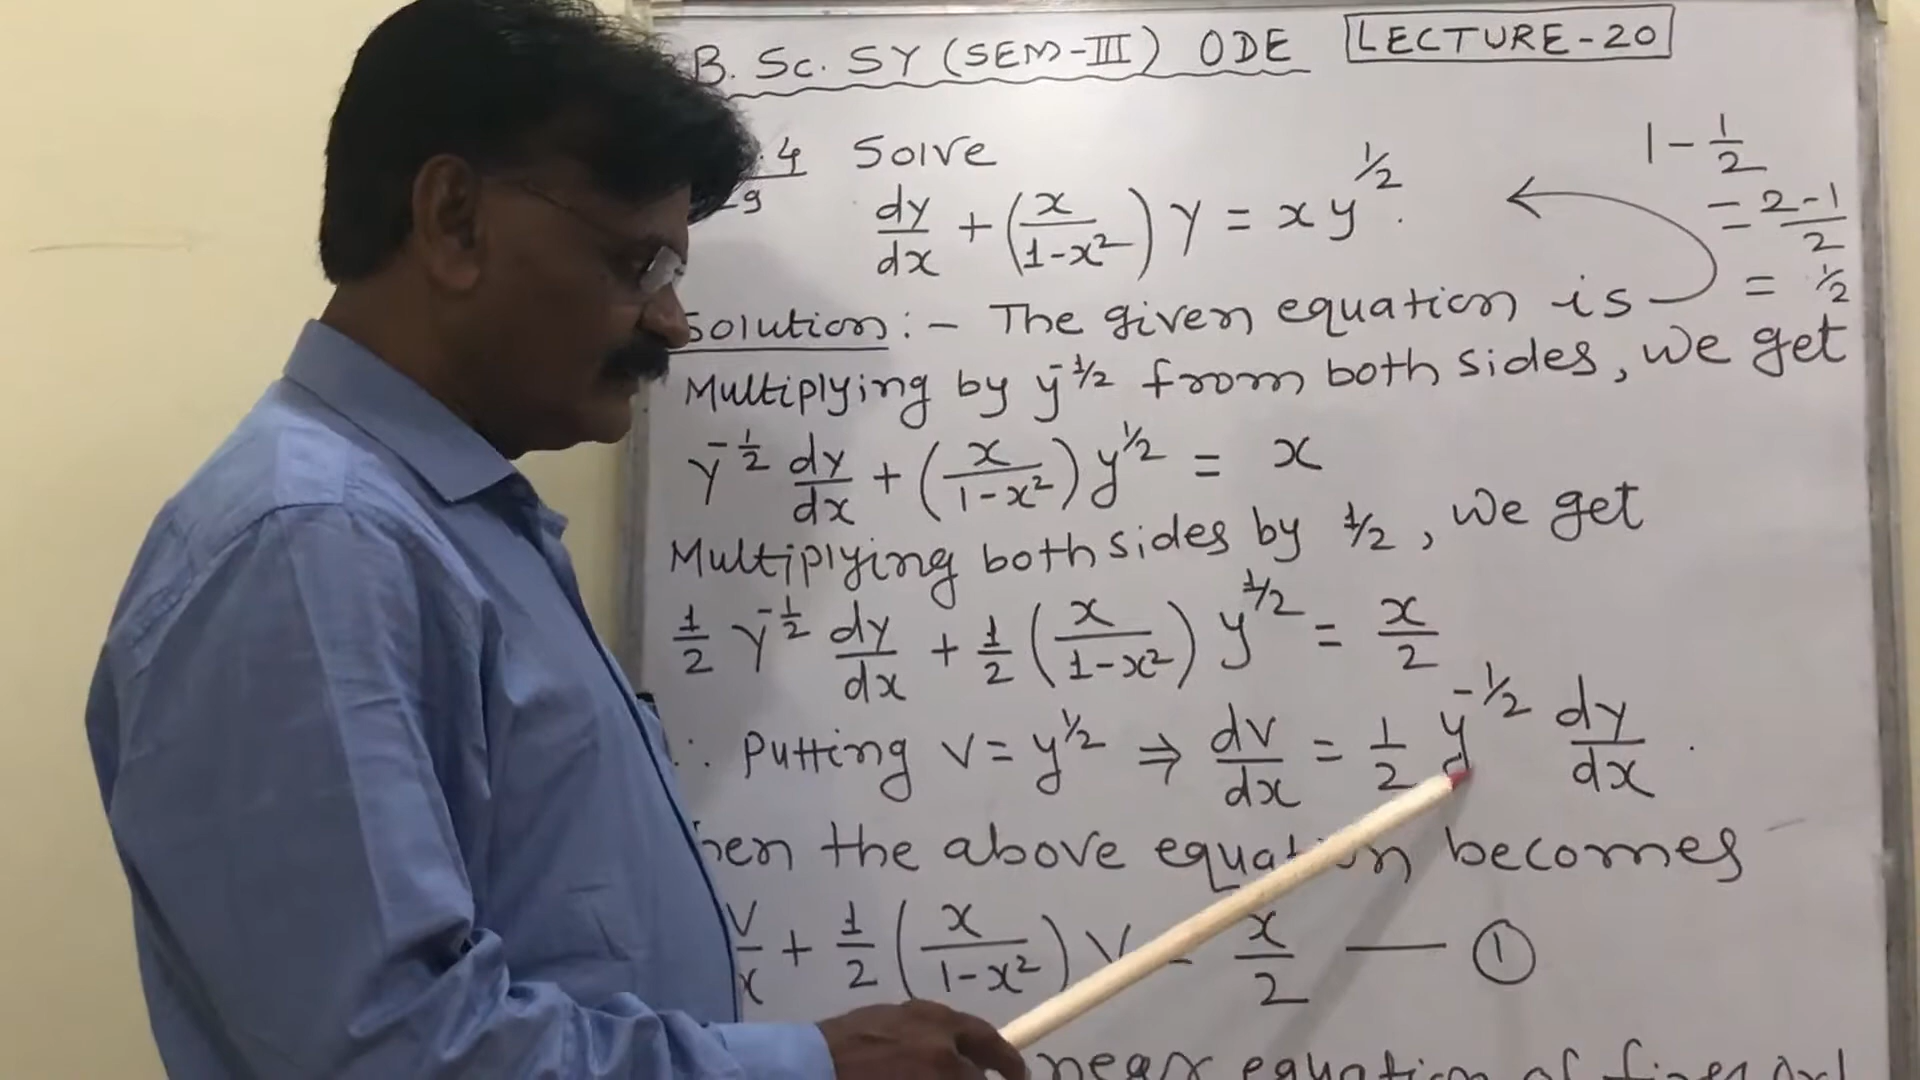 B. Sc. SY (SEM-III) ODE LECTURE-20
.4 Solve
9
dy/dx + (x/1-x²) y = x y^1/2.
1 - 1/2
= 2-1/2
= 1/2
Solution :- The given equation is
Multiplying by y^-1/2 from both sides, we get
y^-1/2 dy/dx + (x/1-x²) y^1/2 = x
Multiplying both sides by 1/2, we get
1/2 y^-1/2 dy/dx + 1/2 (x/1-x²) y^1/2 = x/2
∴ Putting v = y^1/2 ⇒ dv/dx = 1/2 y^-1/2 dy/dx .
the above equation becomes
v/x + 1/2 (x/1-x²) v = x/2 — ①
equation of